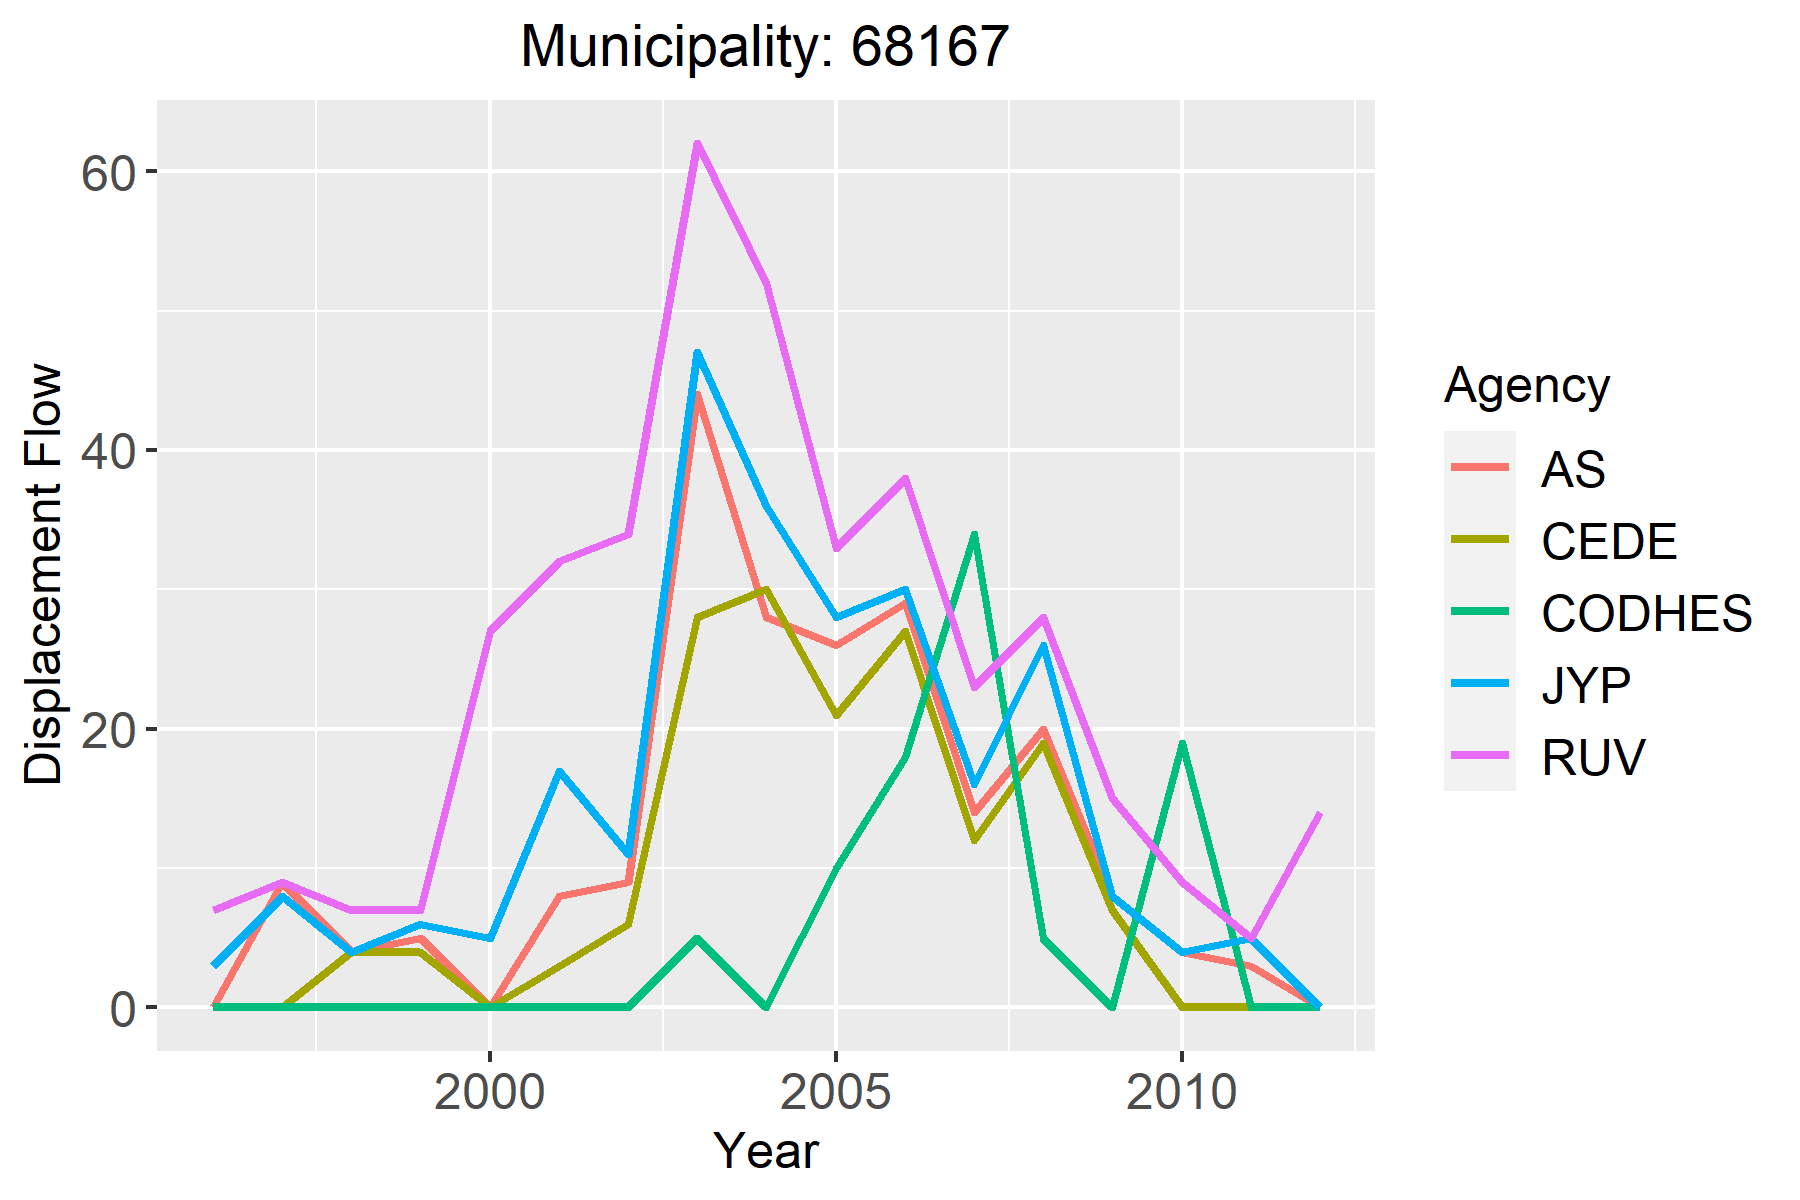 Municipality: 68167
60
40
20
0
Displacement Flow
2000 2005 2010
Year
Agency
AS
CEDE
CODHES
JYP
RUV